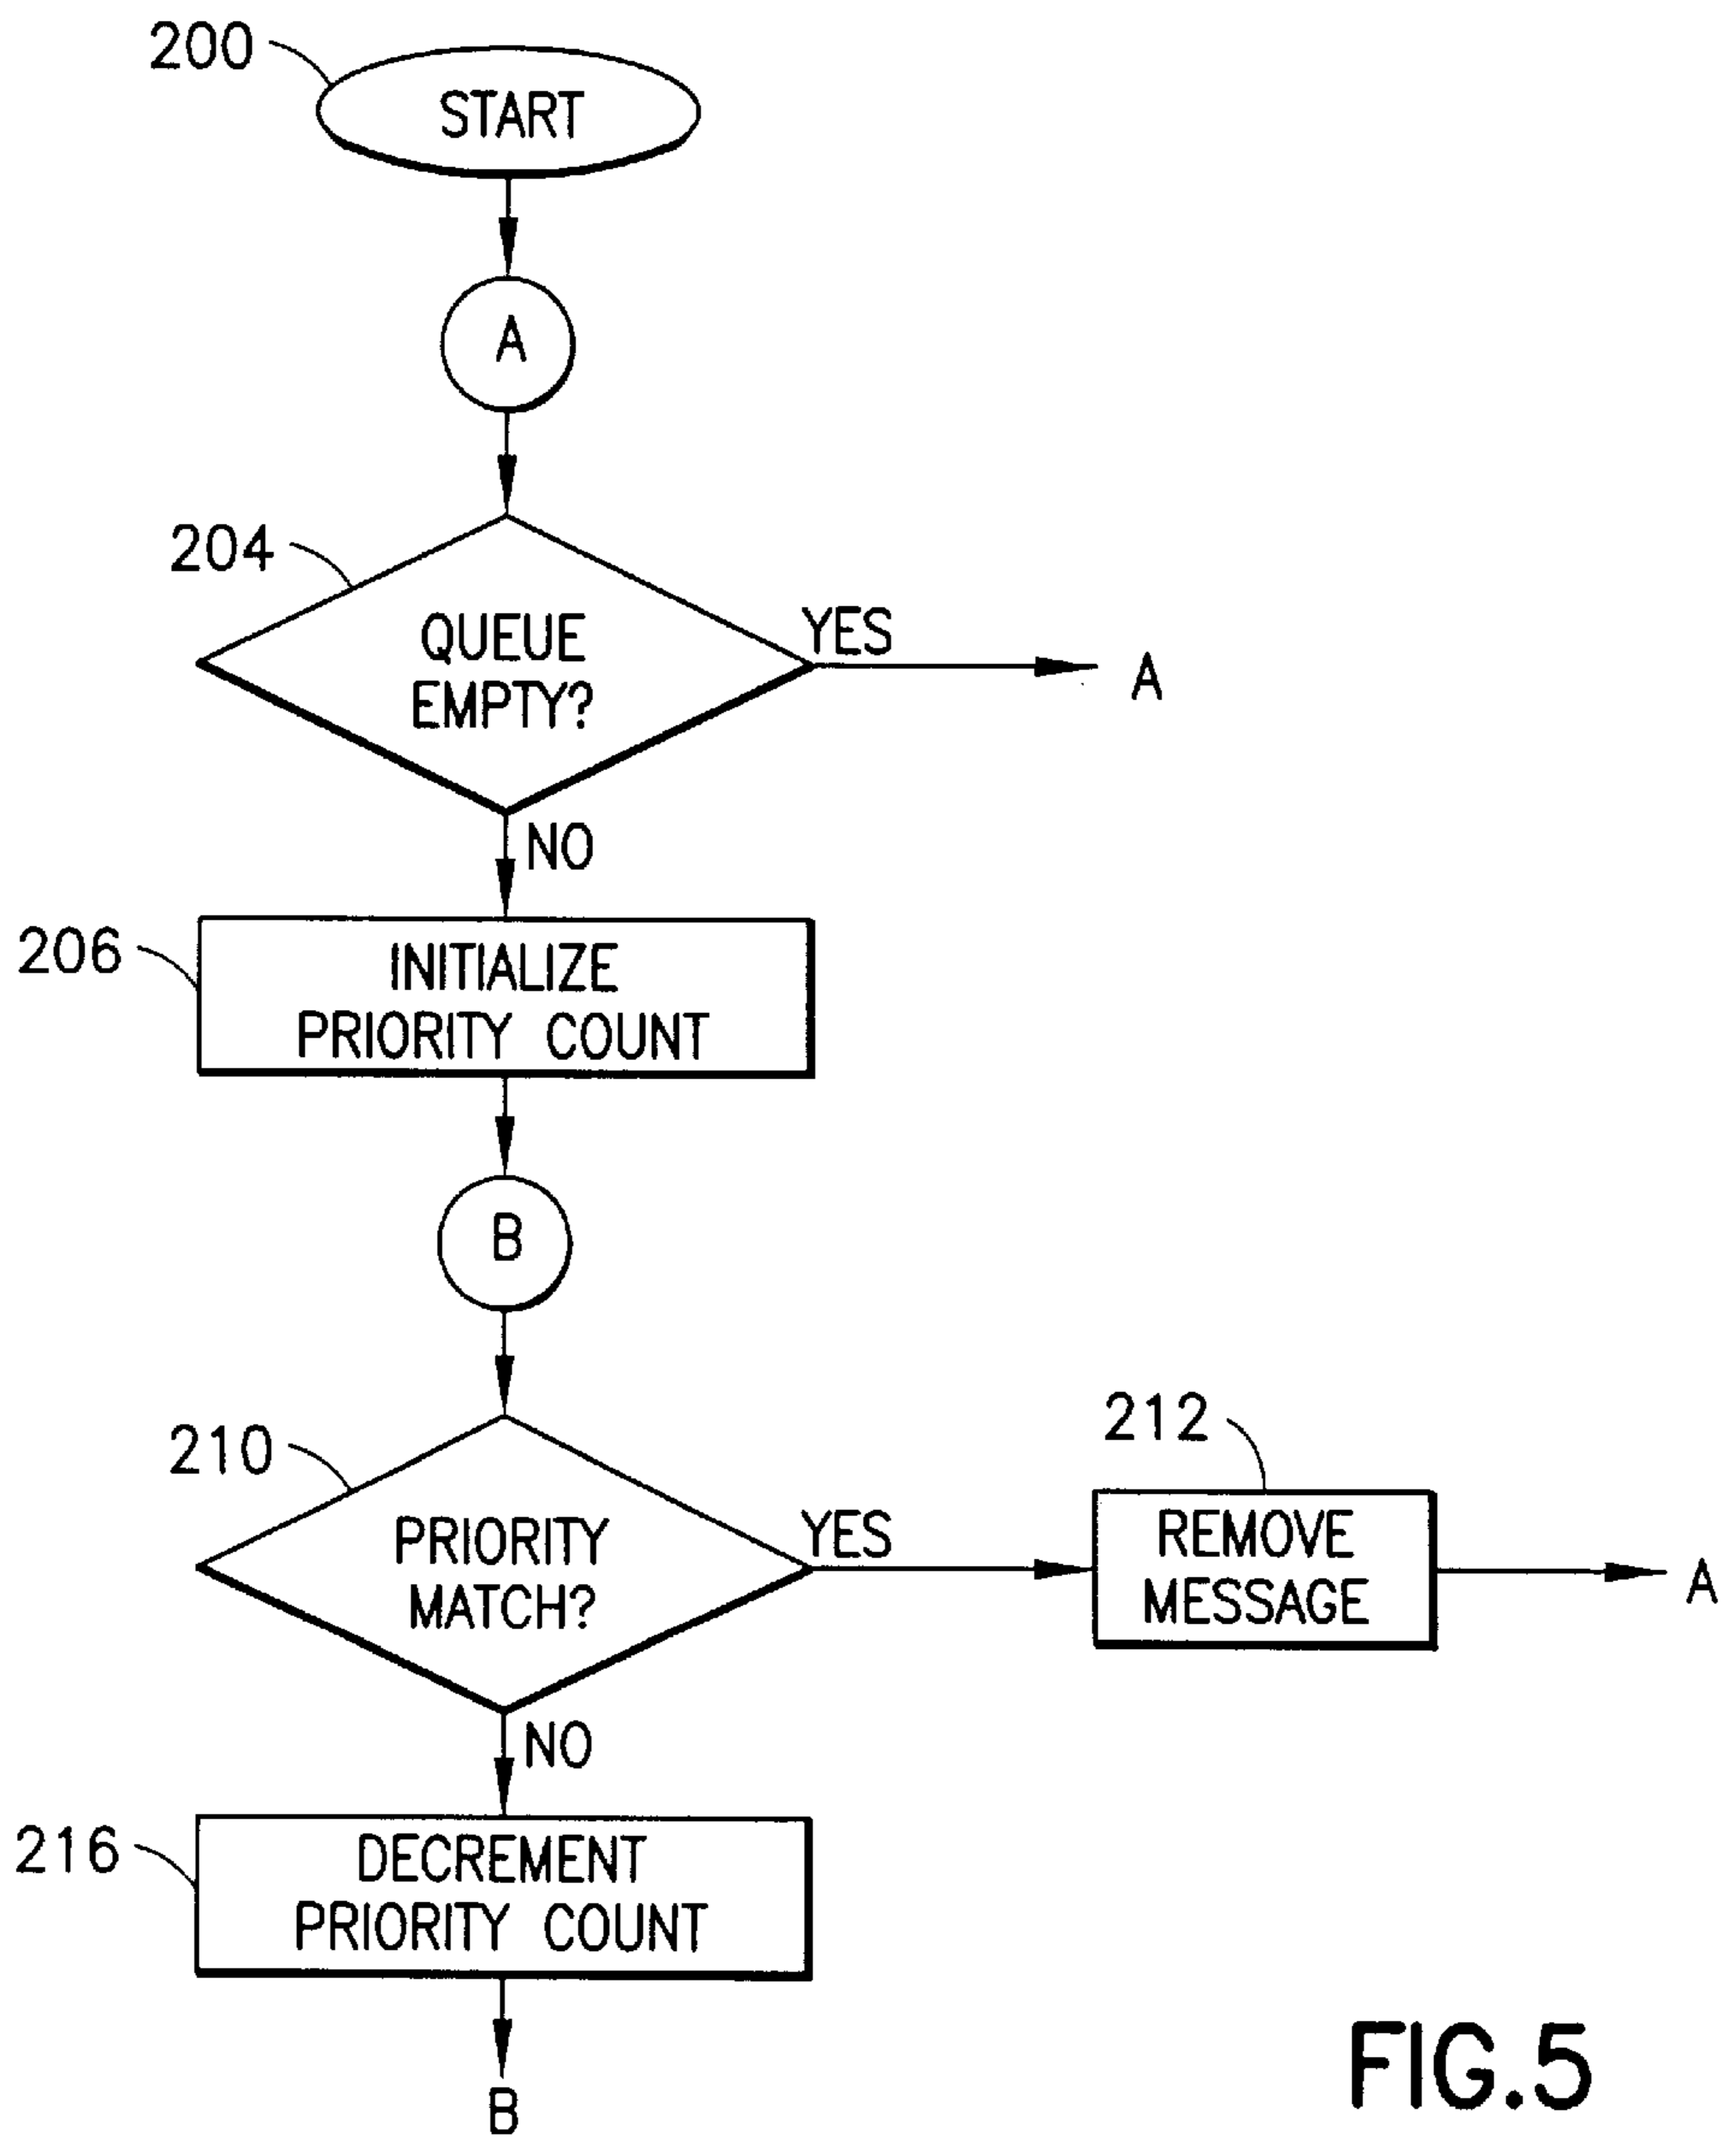 200
START
A
204
QUEUE
EMPTY?
YES
A
NO
206
INITIALIZE
PRIORITY COUNT
B
210
PRIORITY
MATCH?
YES
212
REMOVE
MESSAGE
A
NO
216
DECREMENT
PRIORITY COUNT
B
FIG.5